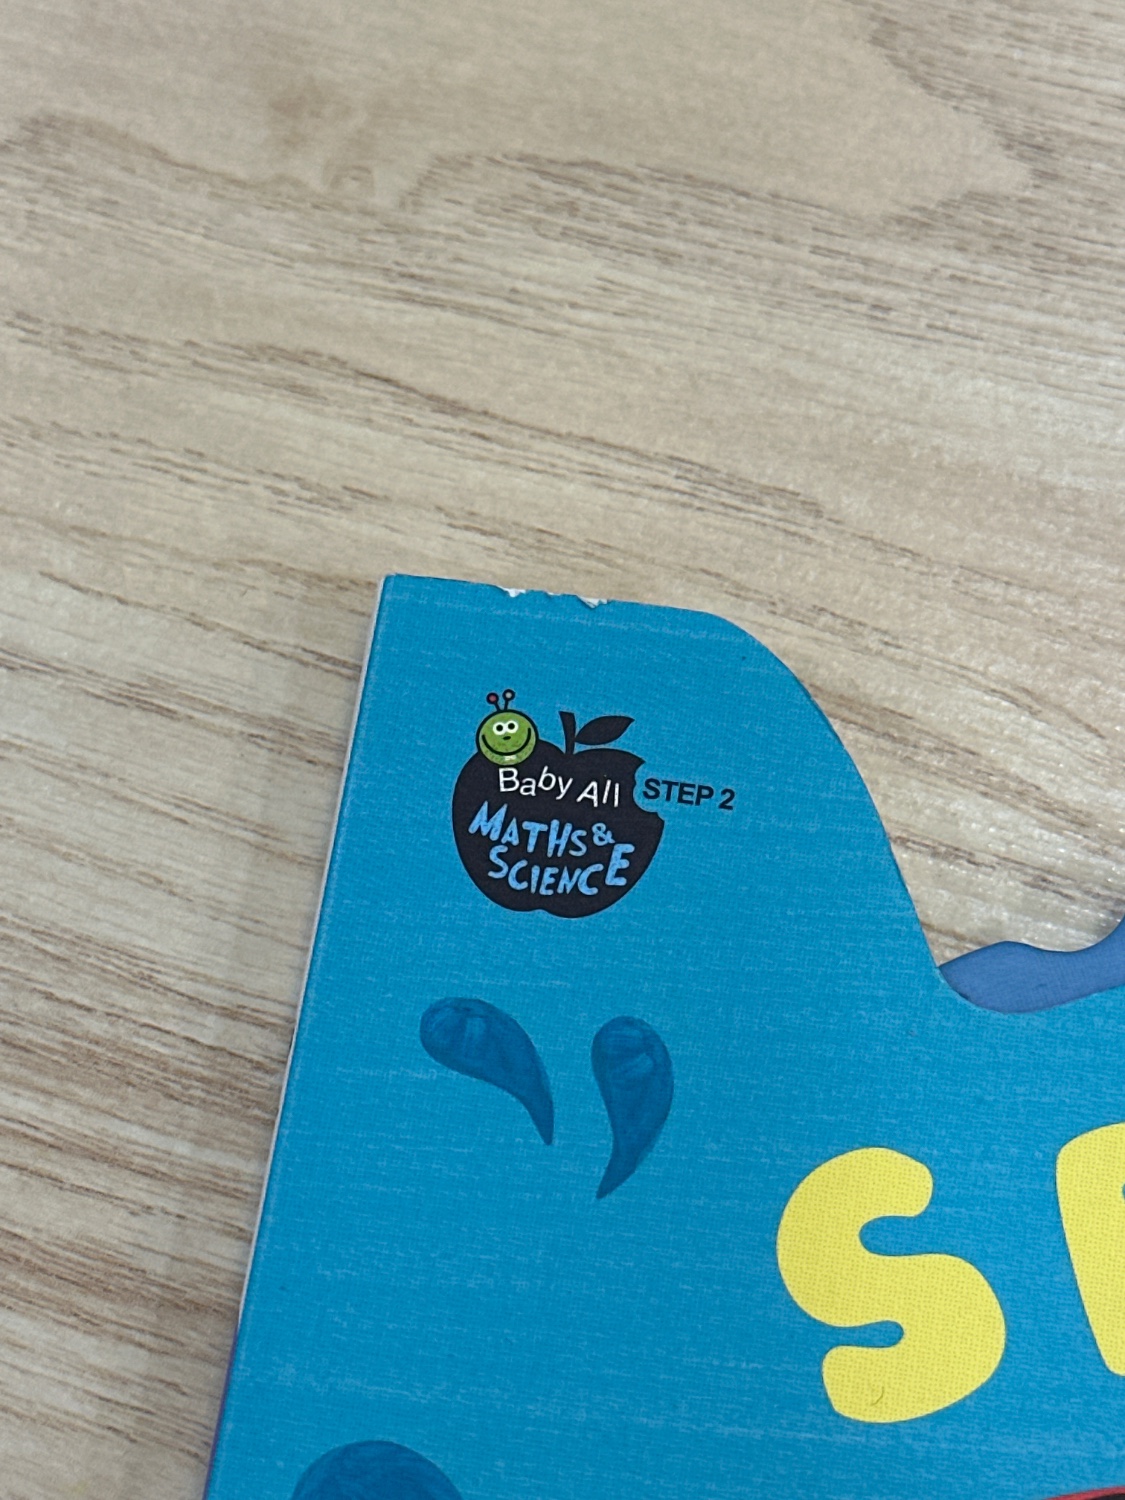 Baby All
STEP 2
MATHS &
SCIENCE
S